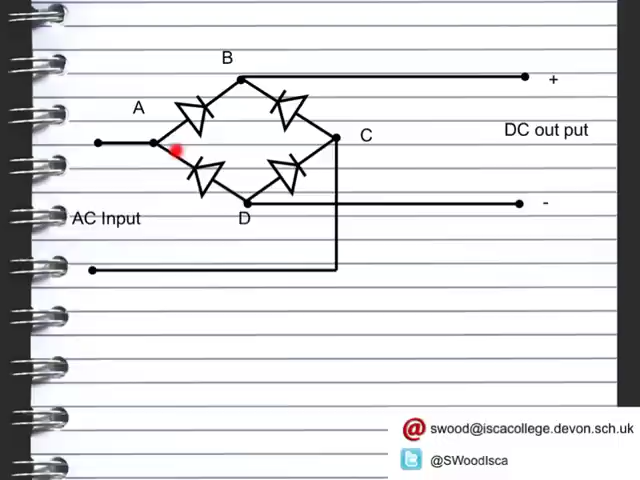 B
+
A
DC out put
C
-
AC Input
D
swood@iscacollege.devon.sch.uk
@SWoodIsca